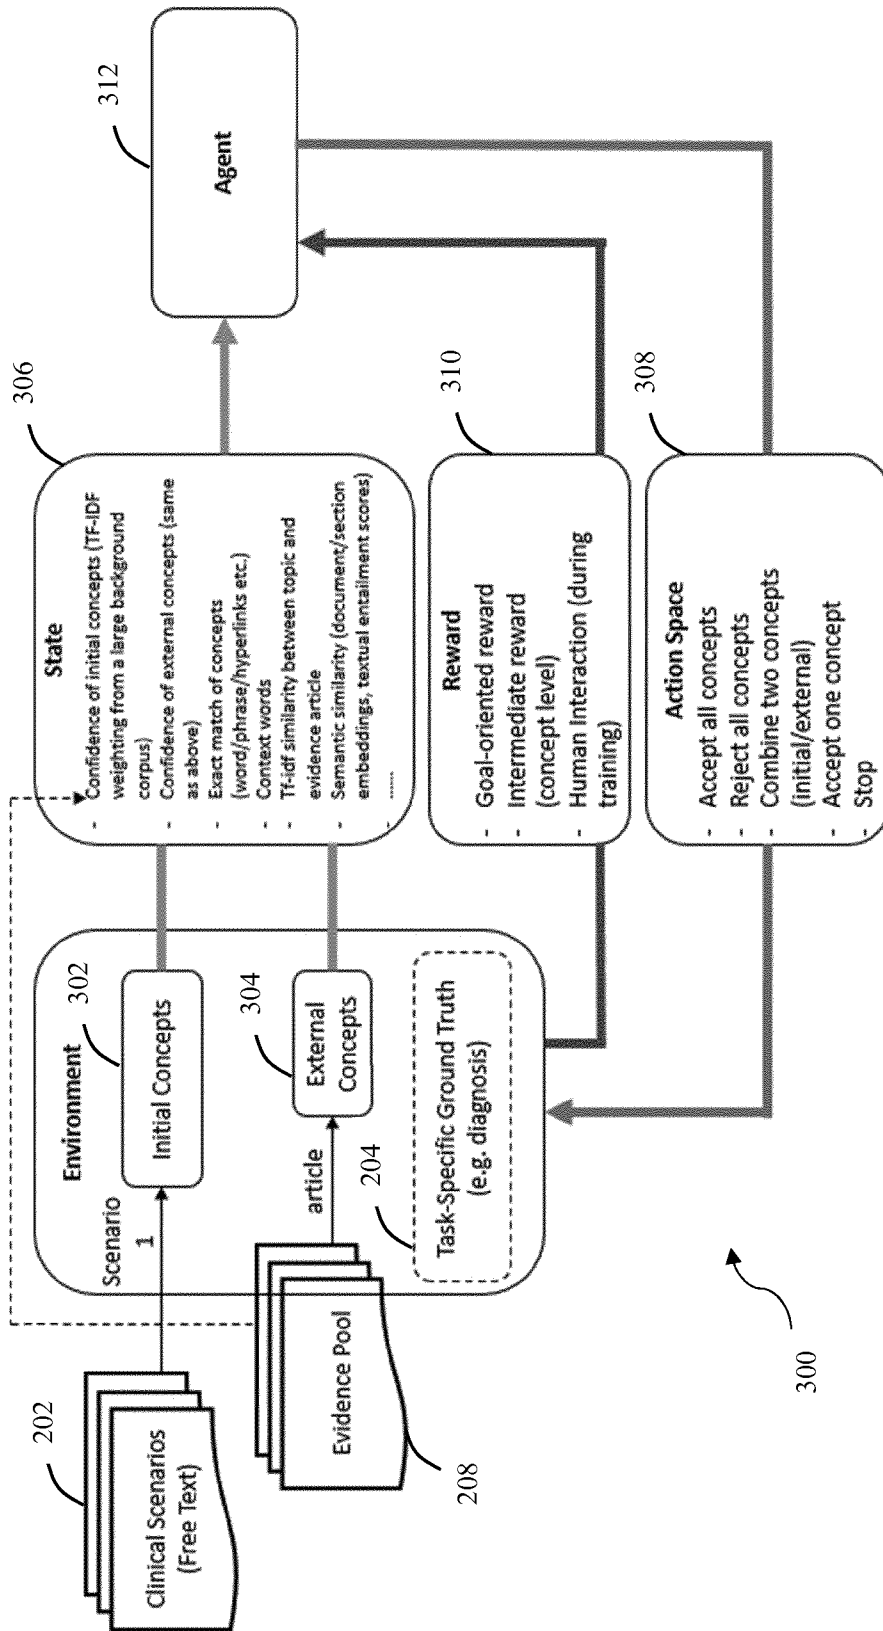 202
Clinical Scenarios
(Free Text)
Evidence Pool
208
Environment
Scenario
1
302
Initial Concepts
304
article
External
Concepts
204
Task-Specific Ground Truth
(e.g. diagnosis)
306
State
- Confidence of initial concepts (TF-IDF
weighting from a large background
corpus)
- Confidence of external concepts (same
as above)
- Exact match of concepts
(word/phrase/hyperlinks etc.)
- Context words
- Tf-idf similarity between topic and
evidence article
- Semantic similarity (document/section
embeddings, textual entailment scores)
- ......
310
Reward
- Goal-oriented reward
- Intermediate reward
(concept level)
- Human Interaction (during
training)
308
Action Space
- Accept all concepts
- Reject all concepts
- Combine two concepts
(initial/external)
- Accept one concept
- Stop
312
Agent
300